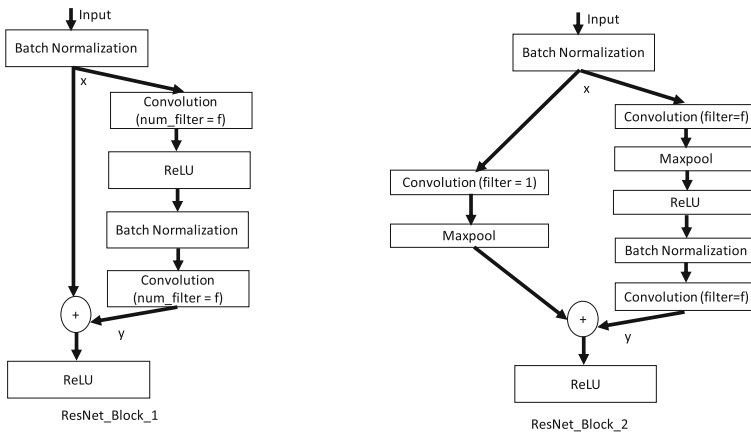 Input
Batch Normalization
x
Convolution
(num_filter = f)
ReLU
Batch Normalization
Convolution
(num_filter = f)
+
y
ReLU
ResNet_Block_1
Input
Batch Normalization
x
Convolution (filter=f)
Maxpool
ReLU
Batch Normalization
Convolution (filter=f)
Convolution (filter = 1)
Maxpool
+
y
ReLU
ResNet_Block_2